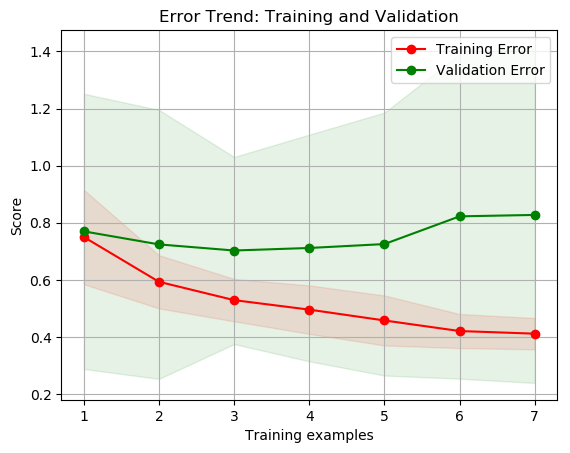 Error Trend: Training and Validation
Training Error
Validation Error
1.4
1.2
1.0
0.8
0.6
0.4
0.2
Score
1 2 3 4 5 6 7
Training examples